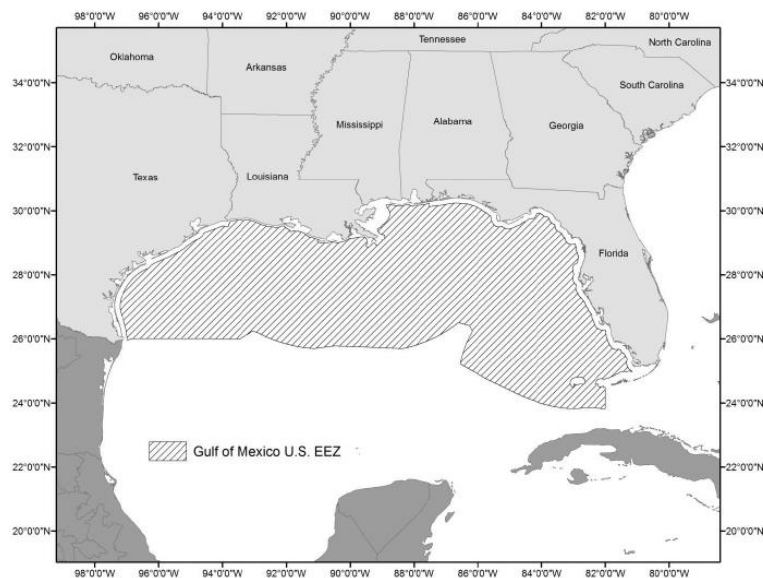 98°0'0"W 96°0'0"W 94°0'0"W 92°0'0"W 90°0'0"W 88°0'0"W 86°0'0"W 84°0'0"W 82°0'0"W 80°0'0"W
Tennessee
North Carolina
Oklahoma
Arkansas
34°0'0"N
34°0'0"N
South Carolina
Mississippi
Alabama
Georgia
32°0'0"N
32°0'0"N
Texas
Louisiana
30°0'0"N
30°0'0"N
Florida
28°0'0"N
28°0'0"N
26°0'0"N
26°0'0"N
24°0'0"N
24°0'0"N
Gulf of Mexico U.S. EEZ
22°0'0"N
22°0'0"N
20°0'0"N
20°0'0"N
98°0'0"W 96°0'0"W 94°0'0"W 92°0'0"W 90°0'0"W 88°0'0"W 86°0'0"W 84°0'0"W 82°0'0"W 80°0'0"W